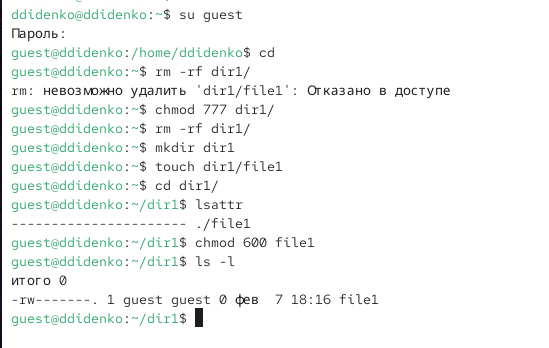 ddidenko@ddidenko:~$ su guest
Пароль:
guest@ddidenko:/home/ddidenko$ cd
guest@ddidenko:~$ rm -rf dir1/
rm: невозможно удалить 'dir1/file1': Отказано в доступе
guest@ddidenko:~$ chmod 777 dir1/
guest@ddidenko:~$ rm -rf dir1/
guest@ddidenko:~$ mkdir dir1
guest@ddidenko:~$ touch dir1/file1
guest@ddidenko:~$ cd dir1/
guest@ddidenko:~/dir1$ lsattr
---------------------- ./file1
guest@ddidenko:~/dir1$ chmod 600 file1
guest@ddidenko:~/dir1$ ls -l
итого 0
-rw-------. 1 guest guest 0 фев  7 18:16 file1
guest@ddidenko:~/dir1$